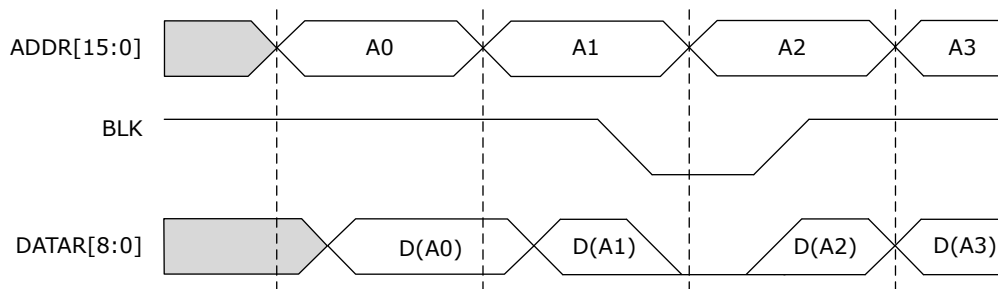 ADDR[15:0] A0 A1 A2 A3
BLK
DATAR[8:0] D(A0) D(A1) D(A2) D(A3)